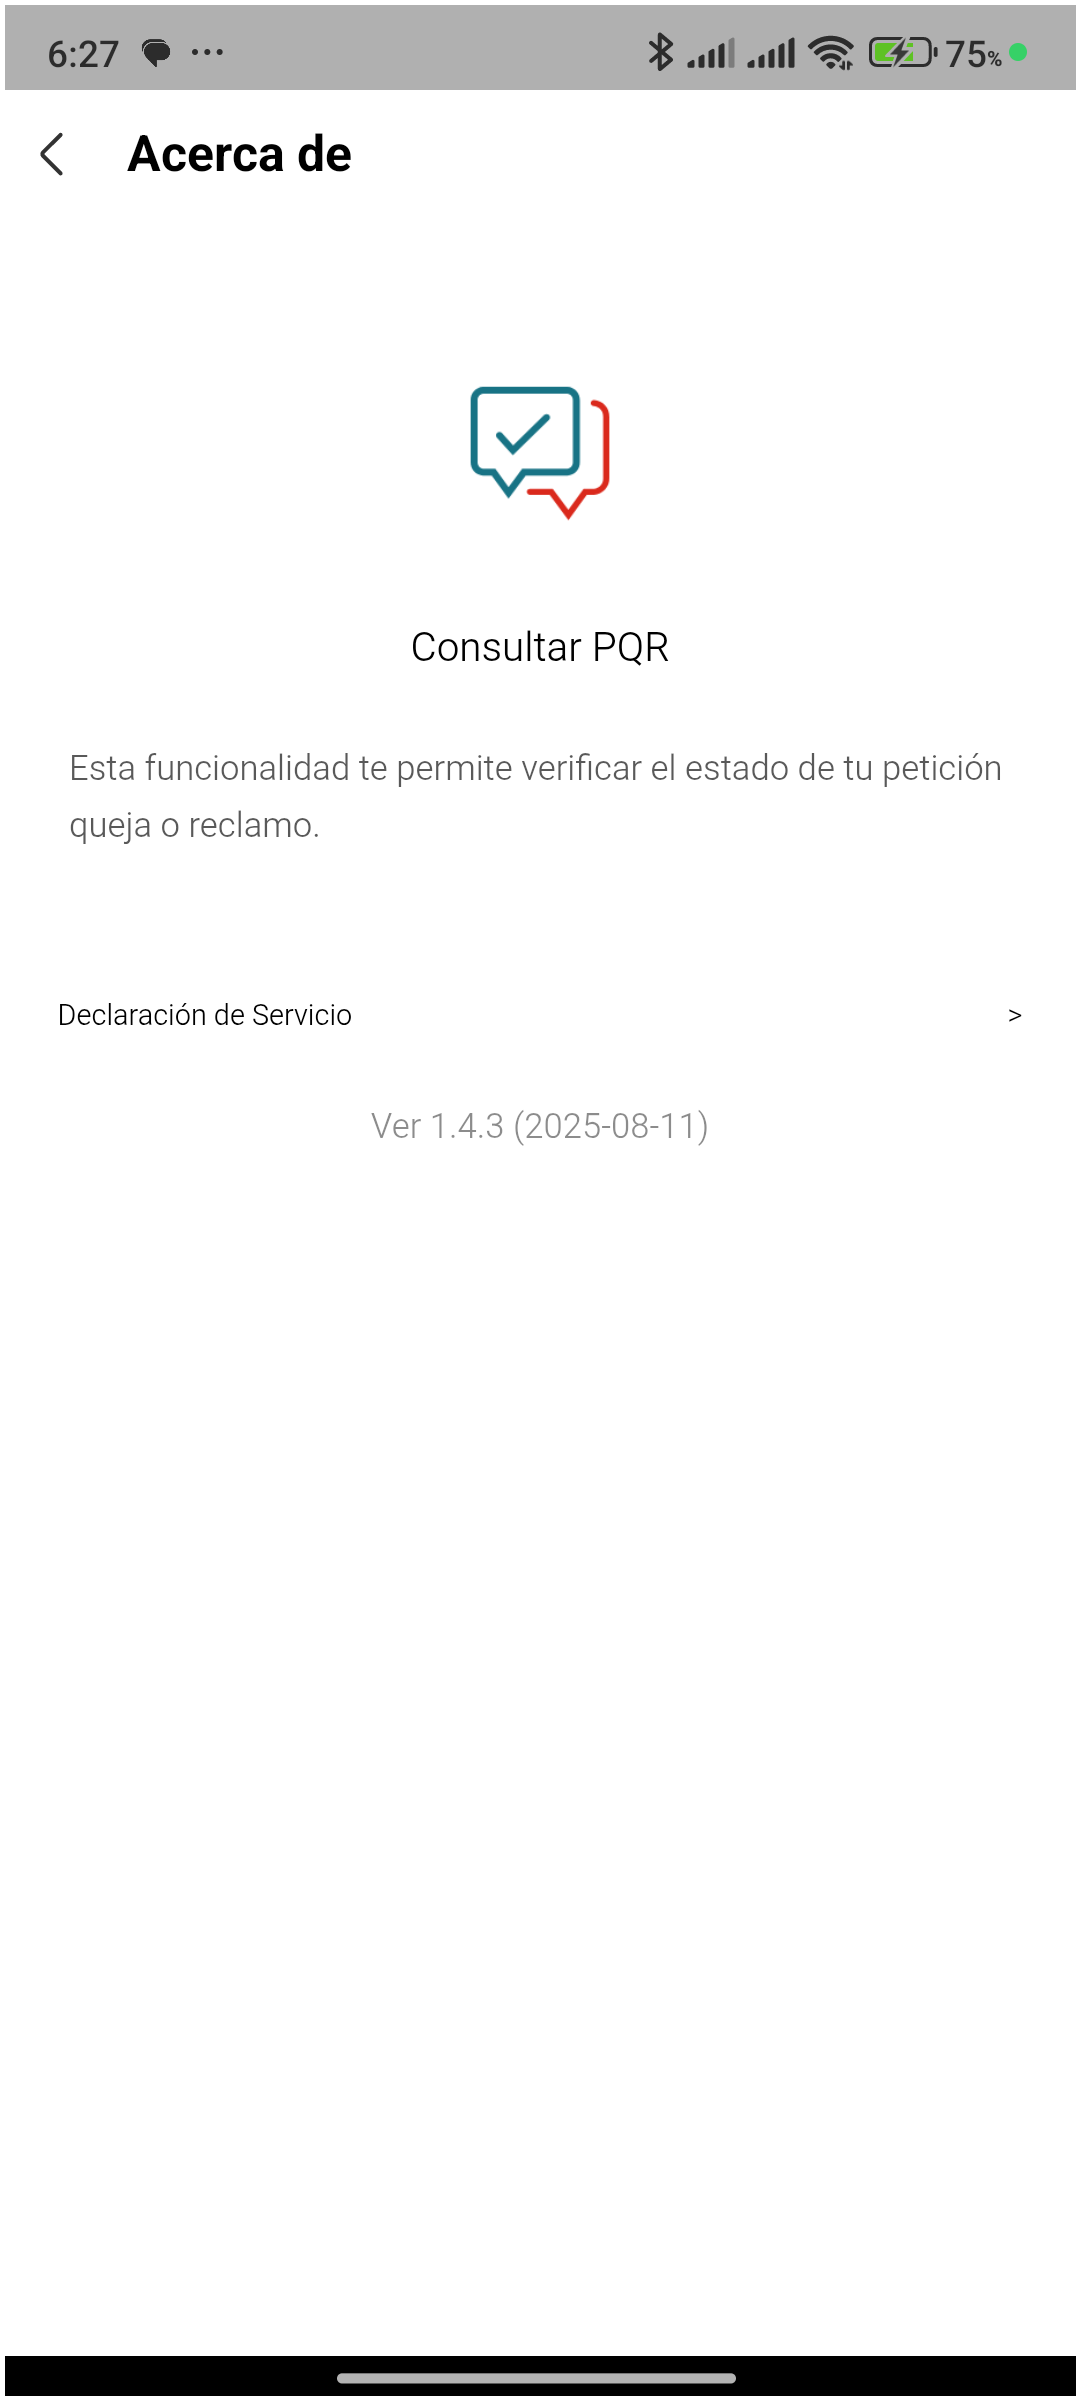 6:27
75%
Acerca de
Consultar PQR
Esta funcionalidad te permite verificar el estado de tu petición
queja o reclamo.
Declaración de Servicio >
Ver 1.4.3 (2025-08-11)